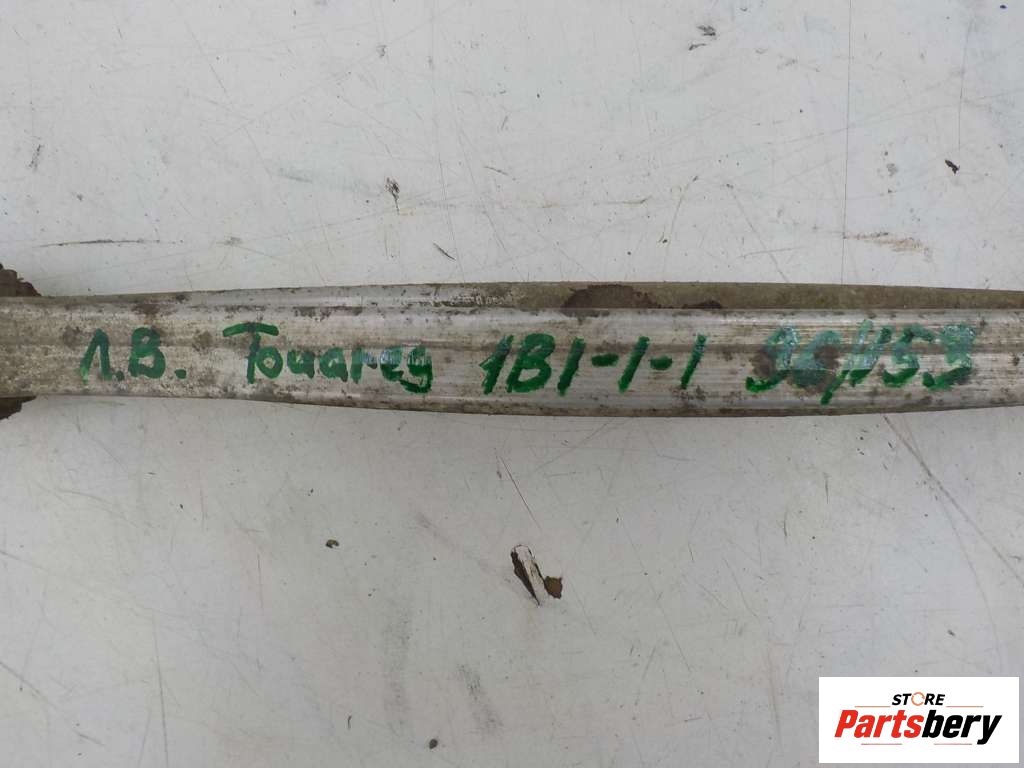 Л.В. Touareg 1B1-1-1
STORE
Partsbery